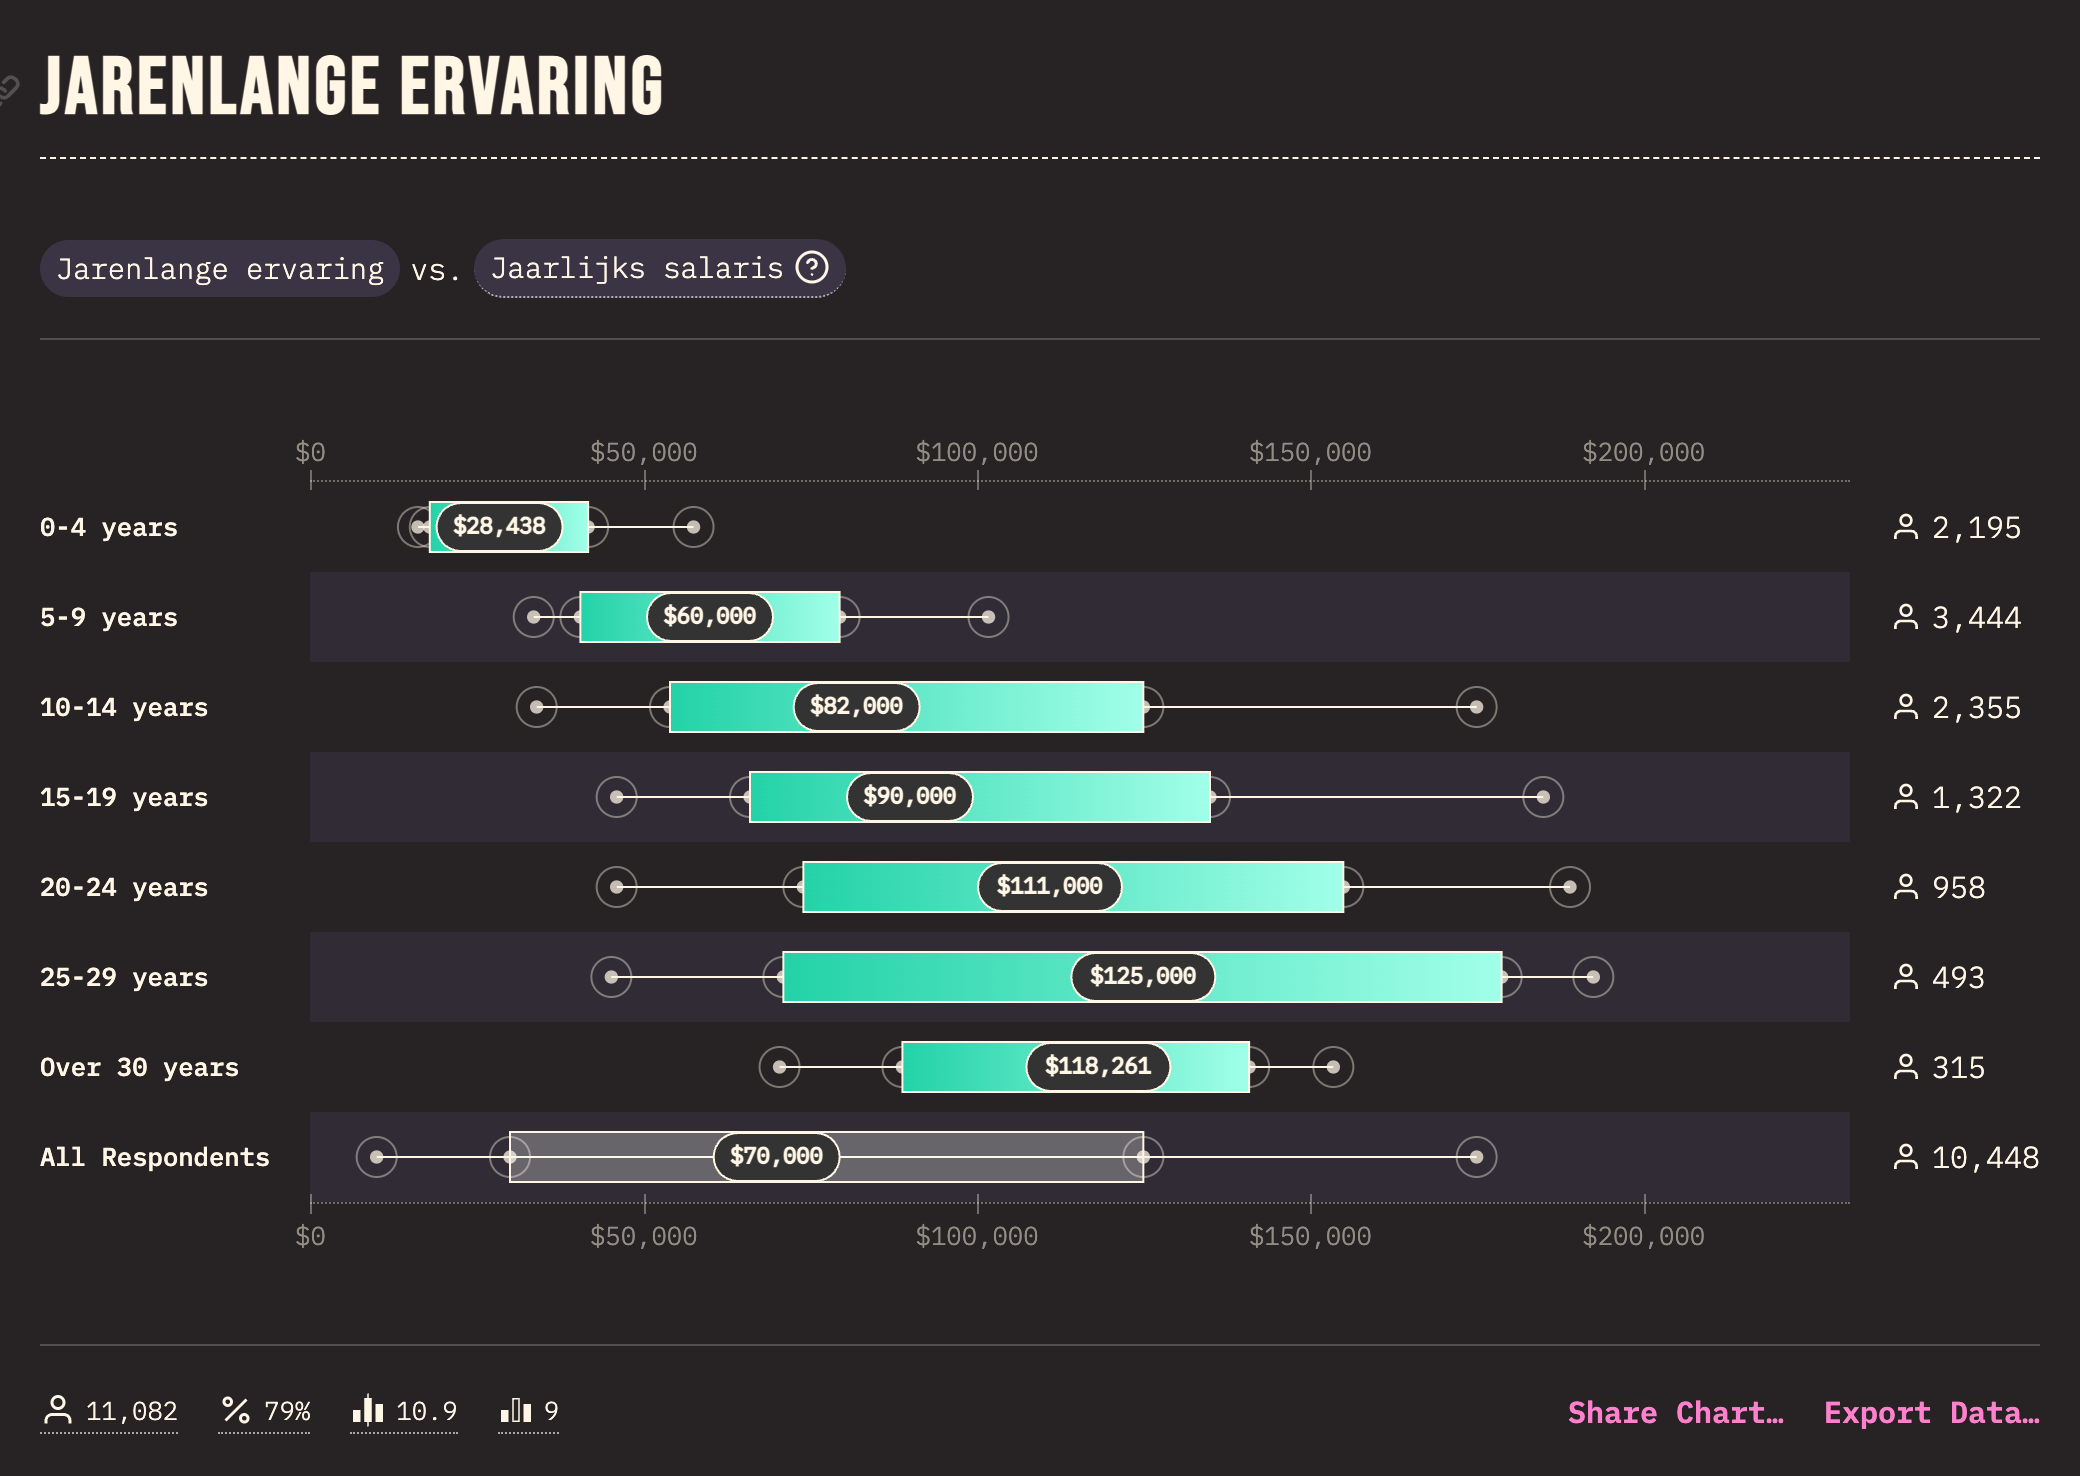 JARENLANGE ERVARING
Jarenlange ervaring vs. Jaarlijks salaris ?
$0 $50,000 $100,000 $150,000 $200,000
0-4 years $28,438 2,195
5-9 years $60,000 3,444
10-14 years $82,000 2,355
15-19 years $90,000 1,322
20-24 years $111,000 958
25-29 years $125,000 493
Over 30 years $118,261 315
All Respondents $70,000 10,448
$0 $50,000 $100,000 $150,000 $200,000
11,082 % 79% 10.9 9 Share Chart… Export Data…